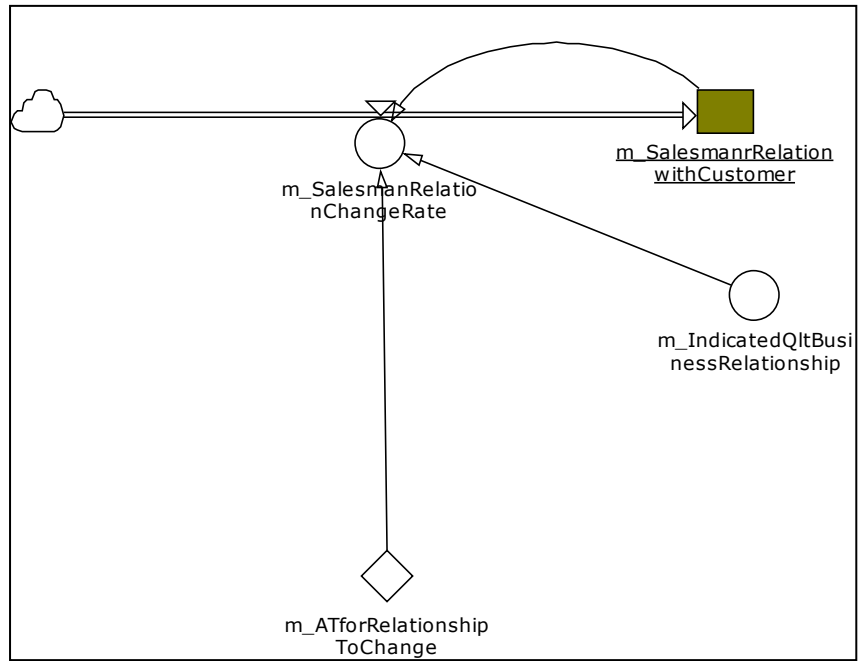 m_SalesmanrRelation
withCustomer
m_SalesmanRelatio
nChangeRate
m_IndicatedQltBusi
nessRelationship
m_ATforRelationship
ToChange